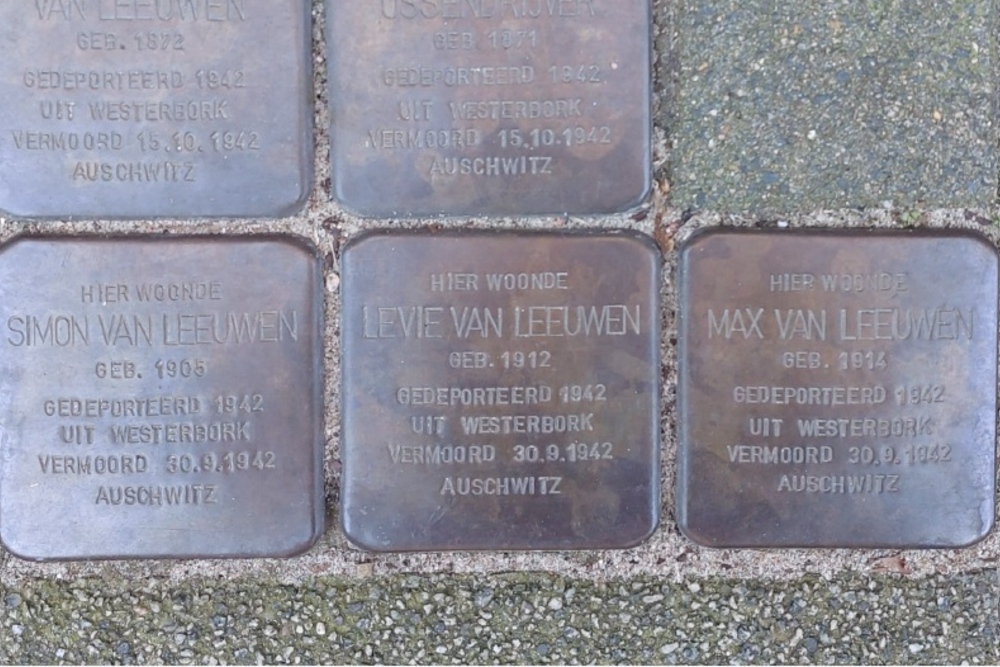 VAN LEEUWEN
GEB. 1872
GEDEPORTEERD 1942
UIT WESTERBORK
VERMOORD 15.10.1942
AUSCHWITZ
OSSENDRIJVER
GEB. 1871
GEDEPORTEERD 1942
UIT WESTERBORK
VERMOORD 15.10.1942
AUSCHWITZ
HIER WOONDE
SIMON VAN LEEUWEN
GEB. 1905
GEDEPORTEERD 1942
UIT WESTERBORK
VERMOORD 30.9.1942
AUSCHWITZ
HIER WOONDE
LEVIE VAN LEEUWEN
GEB. 1912
GEDEPORTEERD 1942
UIT WESTERBORK
VERMOORD 30.9.1942
AUSCHWITZ
HIER WOONDE
MAX VAN LEEUWEN
GEB. 1914
GEDEPORTEERD 1942
UIT WESTERBORK
VERMOORD 30.9.1942
AUSCHWITZ